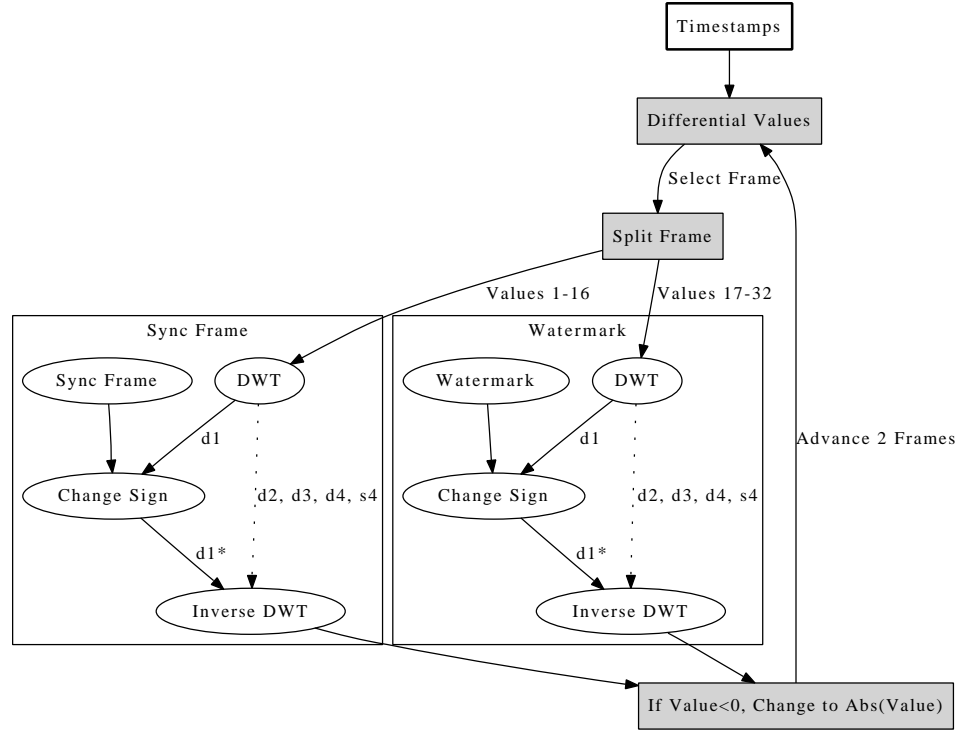 Timestamps
Differential Values
Select Frame
Split Frame
Values 1-16
Values 17-32
Sync Frame
Watermark
Sync Frame
DWT
Watermark
DWT
d1
d1
Advance 2 Frames
Change Sign
d2, d3, d4, s4
Change Sign
d2, d3, d4, s4
d1*
d1*
Inverse DWT
Inverse DWT
If Value<0, Change to Abs(Value)